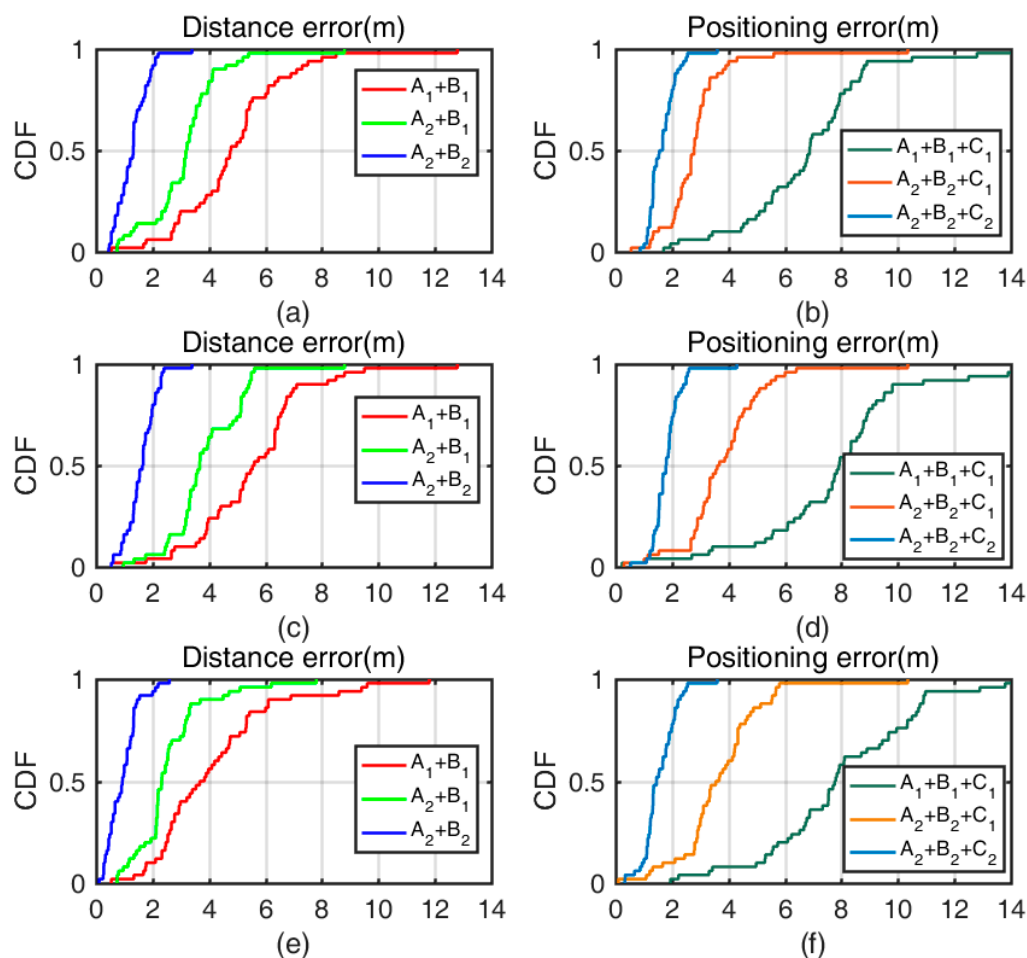 Distance error(m)
CDF
1
0.5
0
A₁+B₁
A₂+B₁
A₂+B₂
0 2 4 6 8 10 12 14
(a)
Positioning error(m)
CDF
1
0.5
0
A₁+B₁+C₁
A₂+B₂+C₁
A₂+B₂+C₂
0 2 4 6 8 10 12 14
(b)
Distance error(m)
CDF
1
0.5
0
A₁+B₁
A₂+B₁
A₂+B₂
0 2 4 6 8 10 12 14
(c)
Positioning error(m)
CDF
1
0.5
0
A₁+B₁+C₁
A₂+B₂+C₁
A₂+B₂+C₂
0 2 4 6 8 10 12 14
(d)
Distance error(m)
CDF
1
0.5
0
A₁+B₁
A₂+B₁
A₂+B₂
0 2 4 6 8 10 12 14
(e)
Positioning error(m)
CDF
1
0.5
0
A₁+B₁+C₁
A₂+B₂+C₁
A₂+B₂+C₂
0 2 4 6 8 10 12 14
(f)